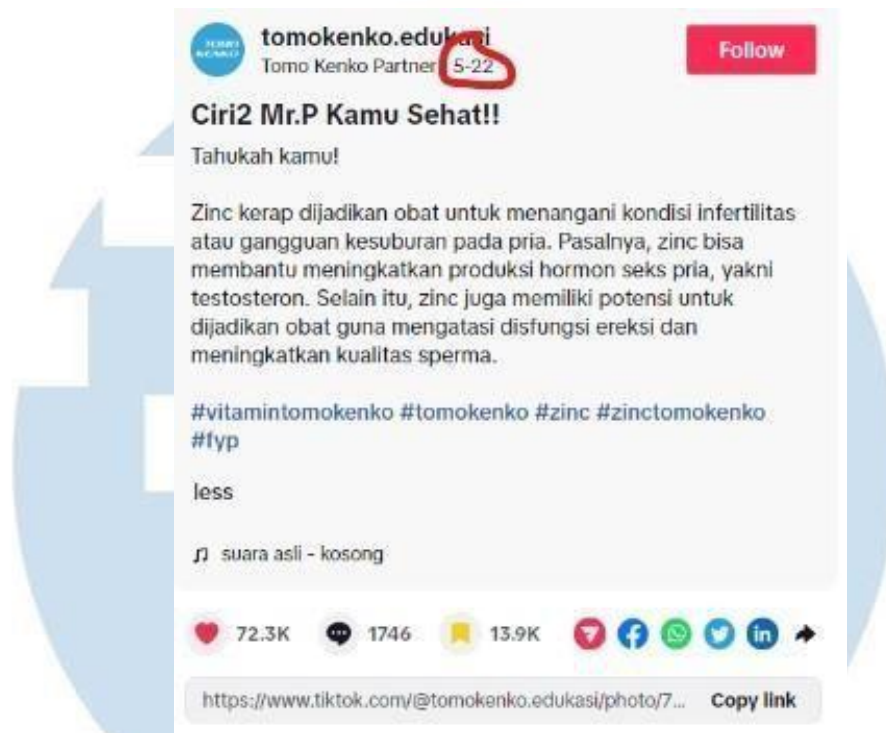 TOMO
KENKO
tomokenko.edukasi
Tomo Kenko Partner 5-22
Follow
Ciri2 Mr.P Kamu Sehat!!
Tahukah kamu!
Zinc kerap dijadikan obat untuk menangani kondisi infertilitas
atau gangguan kesuburan pada pria. Pasalnya, zinc bisa
membantu meningkatkan produksi hormon seks pria, yakni
testosteron. Selain itu, zinc juga memiliki potensi untuk
dijadikan obat guna mengatasi disfungsi ereksi dan
meningkatkan kualitas sperma.
#vitamintomokenko #tomokenko #zinc #zinctomokenko
#fyp
less
suara asli - kosong
72.3K 1746 13.9K
https://www.tiktok.com/@tomokenko.edukasi/photo/7... Copy link